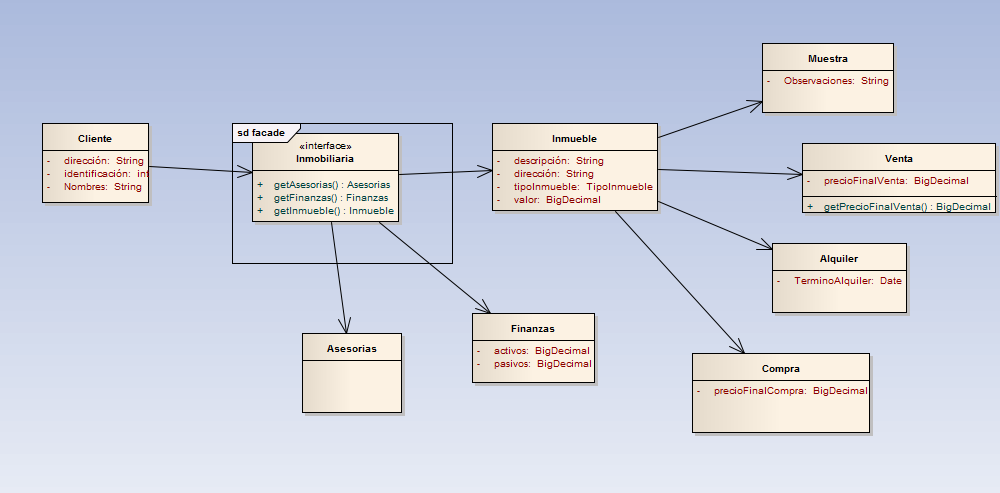 Cliente
- dirección: String
- identificación: int
- Nombres: String
sd facade
«interface»
Inmobiliaria
+ getAsesorias() : Asesorias
+ getFinanzas() : Finanzas
+ getInmueble() : Inmueble
Inmueble
- descripción: String
- dirección: String
- tipoInmueble: TipoInmueble
- valor: BigDecimal
Muestra
- Observaciones: String
Venta
- precioFinalVenta: BigDecimal
+ getPrecioFinalVenta() : BigDecimal
Alquiler
- TerminoAlquiler: Date
Asesorias
Finanzas
- activos: BigDecimal
- pasivos: BigDecimal
Compra
- precioFinalCompra: BigDecimal